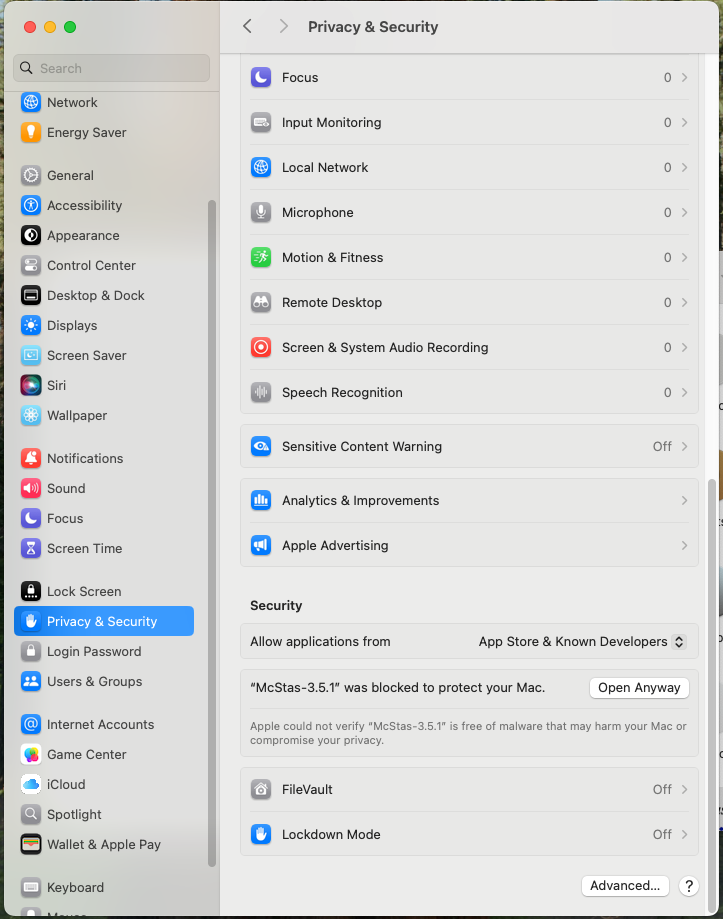 Privacy & Security
Search
Network
Energy Saver
General
Accessibility
Appearance
Control Center
Desktop & Dock
Displays
Screen Saver
Siri
Wallpaper
Notifications
Sound
Focus
Screen Time
Lock Screen
Privacy & Security
Login Password
Users & Groups
Internet Accounts
Game Center
iCloud
Spotlight
Wallet & Apple Pay
Keyboard
Focus 0
Input Monitoring 0
Local Network 0
Microphone 0
Motion & Fitness 0
Remote Desktop 0
Screen & System Audio Recording 0
Speech Recognition 0
Sensitive Content Warning Off
Analytics & Improvements
Apple Advertising
Security
Allow applications from App Store & Known Developers
“McStas-3.5.1” was blocked to protect your Mac. Open Anyway
Apple could not verify “McStas-3.5.1” is free of malware that may harm your Mac or
compromise your privacy.
FileVault Off
Lockdown Mode Off
Advanced... ?